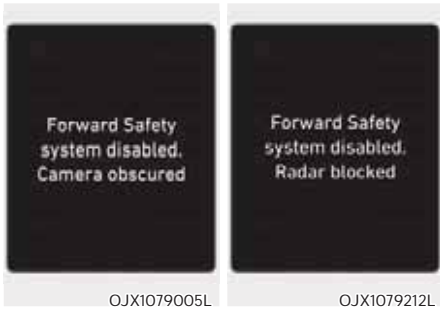 Forward Safety
system disabled.
Camera obscured
Forward Safety
system disabled.
Radar blocked
OJX1079005L
OJX1079212L